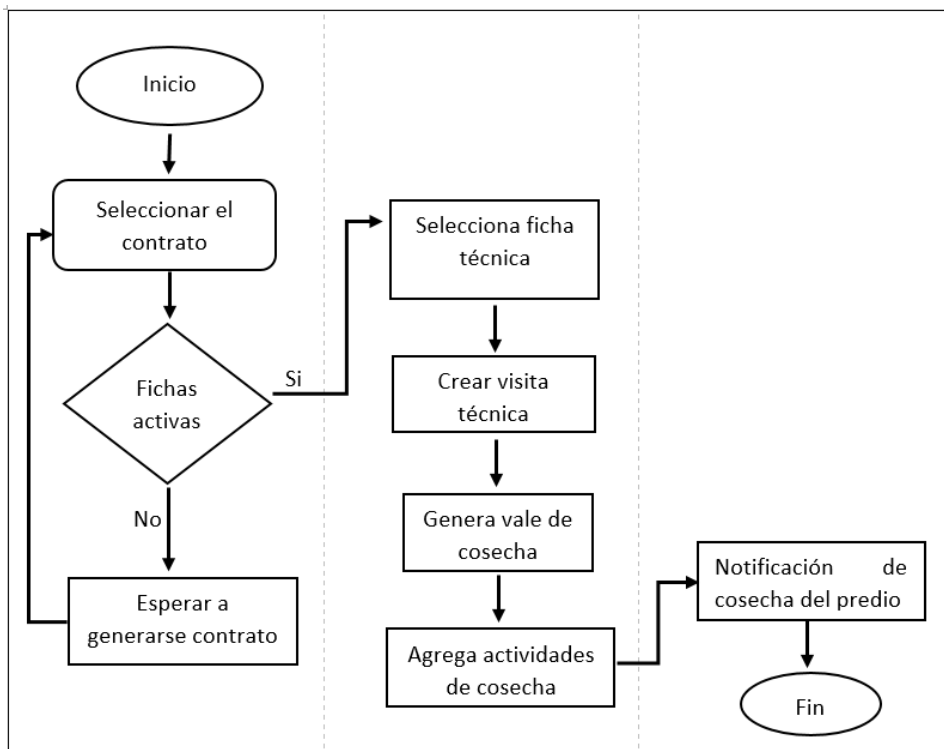 Inicio
Seleccionar el
contrato
Fichas
activas
Si
No
Esperar a
generarse contrato
Selecciona ficha
técnica
Crear visita
técnica
Genera vale de
cosecha
Agrega actividades
de cosecha
Notificación de
cosecha del predio
Fin